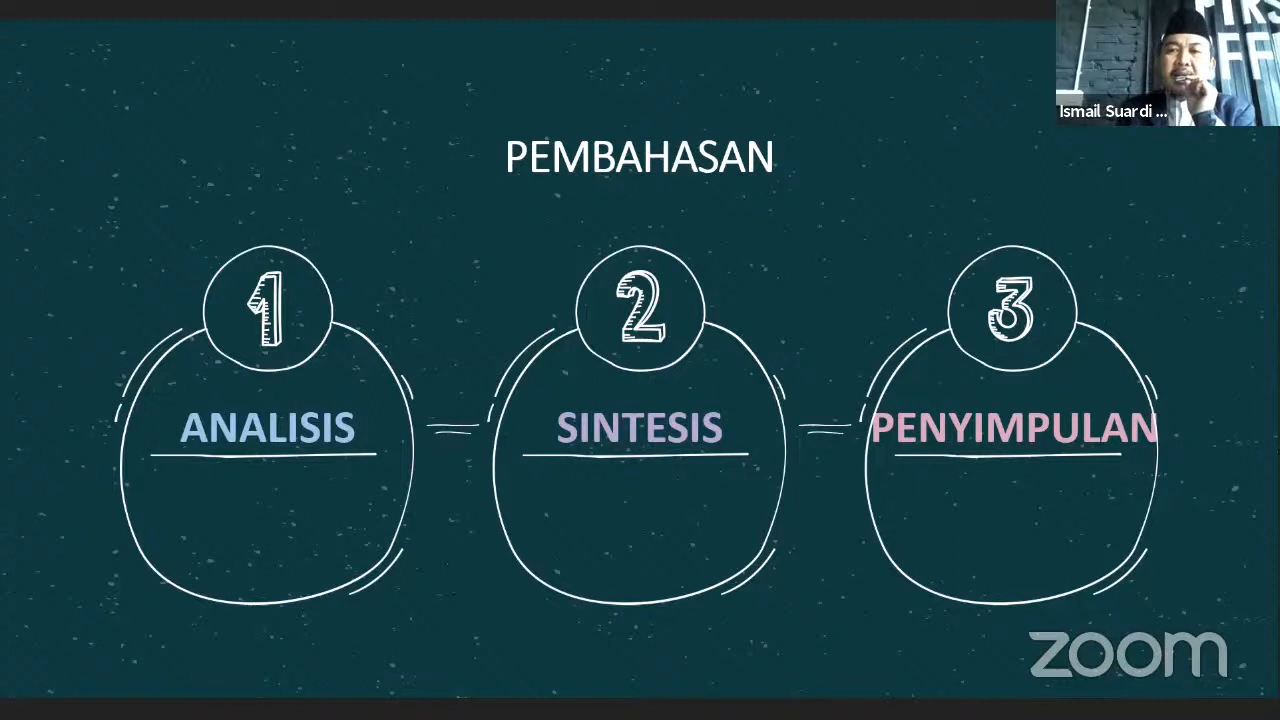 Ismail Suardi ...
PEMBAHASAN
1
2
3
ANALISIS
SINTESIS
PENYIMPULAN
zoom